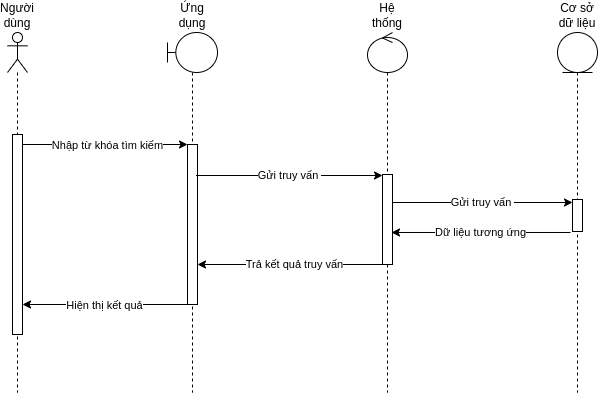 Người
dùng
Ứng
dụng
Hệ
thống
Cơ sở
dữ liệu
Nhập từ khóa tìm kiếm
Gửi truy vấn
Gửi truy vấn
Dữ liệu tương ứng
Trả kết quả truy vấn
Hiện thị kết quả